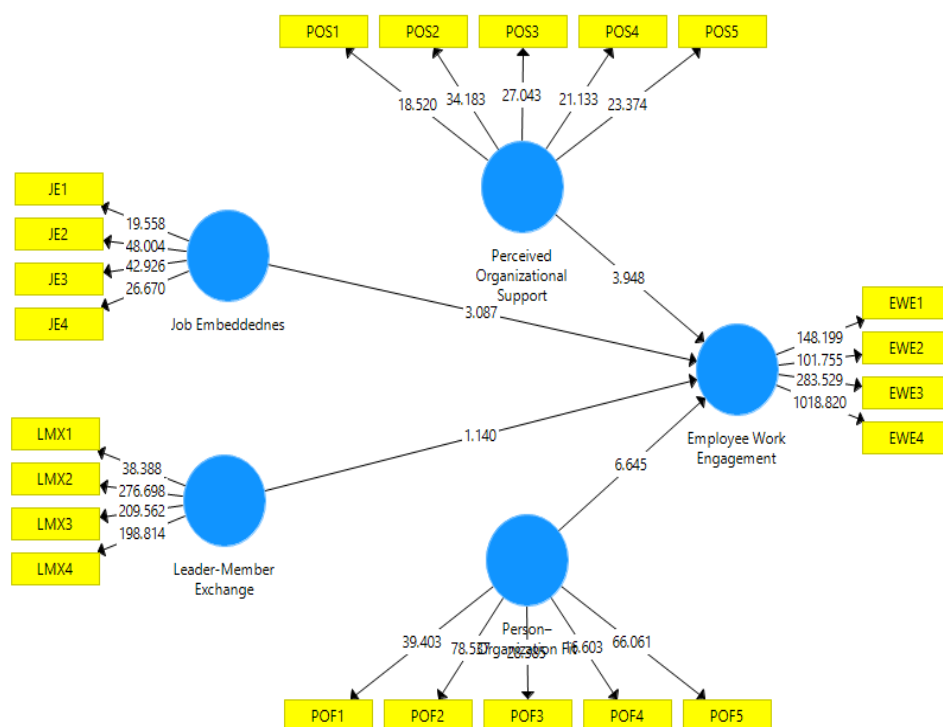 POS1
POS2
POS3
POS4
POS5
18.520
34.183
27.043
21.133
23.374
JE1
JE2
JE3
JE4
19.558
48.004
42.926
26.670
Job Embeddednes
Perceived
Organizational
Support
3.948
3.087
EWE1
EWE2
EWE3
EWE4
148.199
101.755
283.529
1018.820
Employee Work
Engagement
LMX1
LMX2
LMX3
LMX4
38.388
276.698
209.562
198.814
Leader-Member
Exchange
1.140
6.645
Person–
Organization Fit
39.403
66.061
POF1
POF2
POF3
POF4
POF5